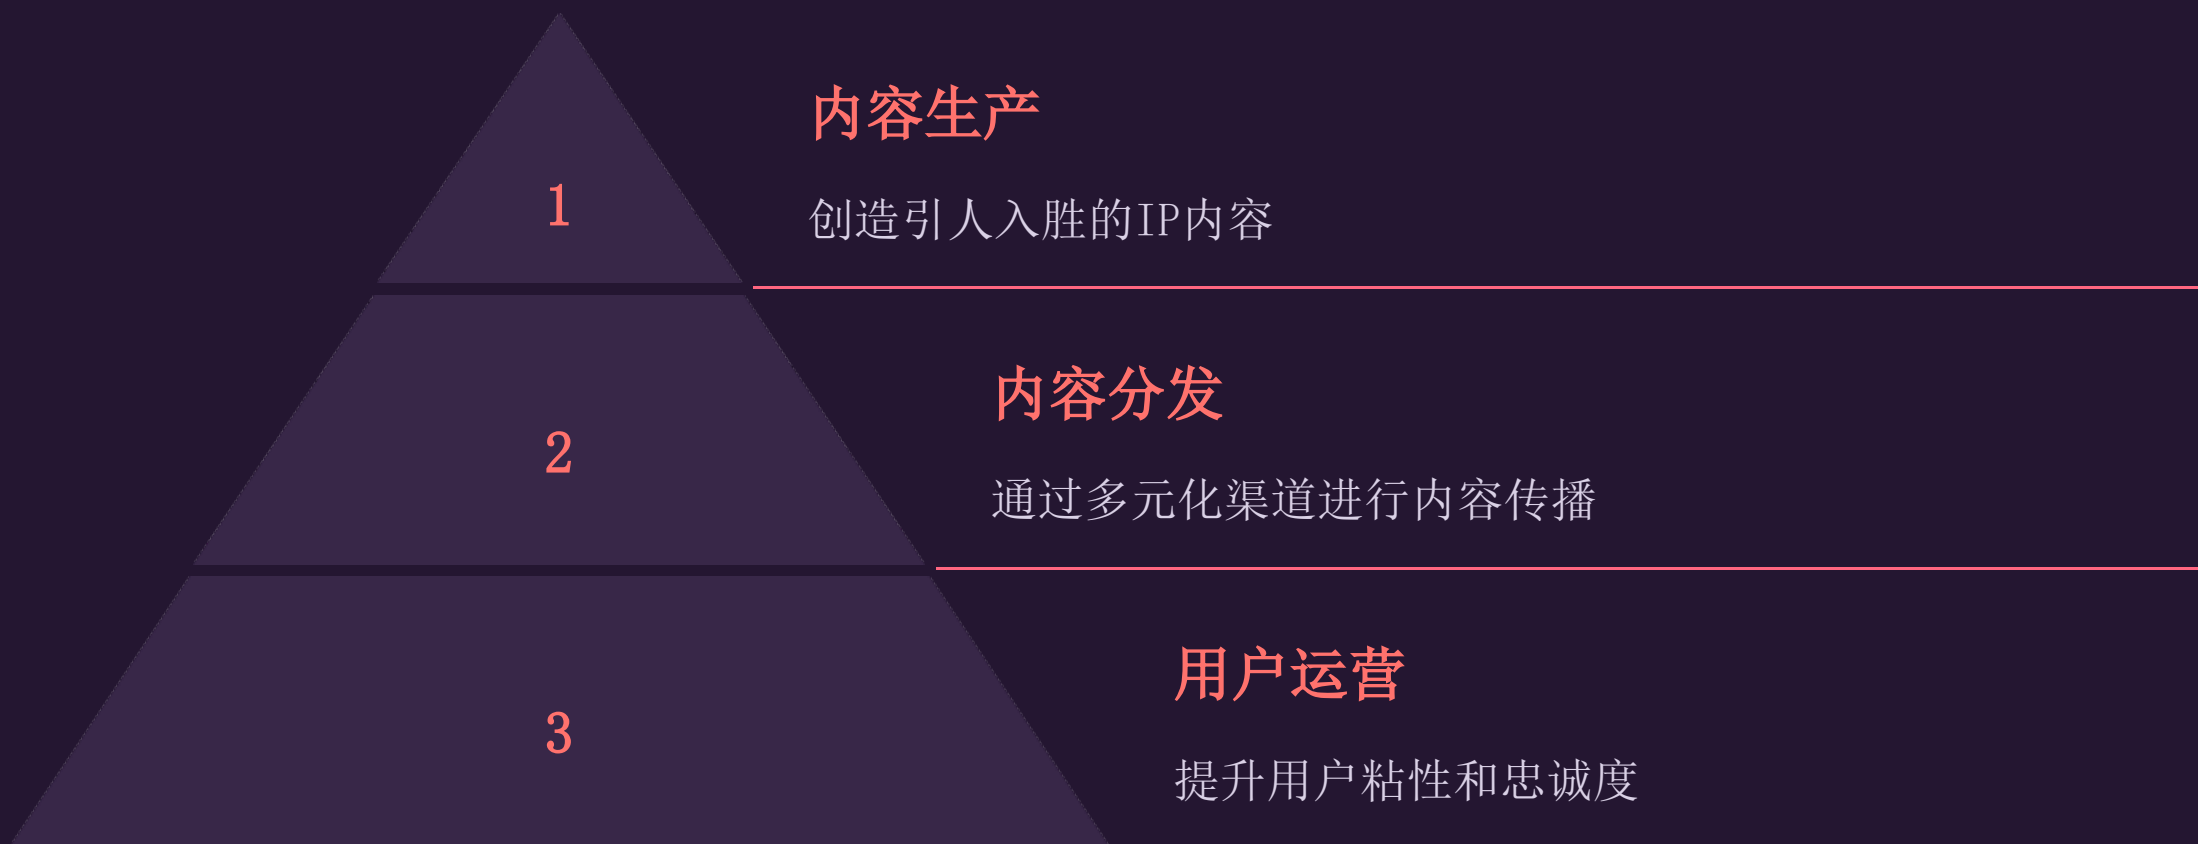 内容生产
1
创造引人入胜的IP内容
内容分发
2
通过多元化渠道进行内容传播
用户运营
3
提升用户粘性和忠诚度